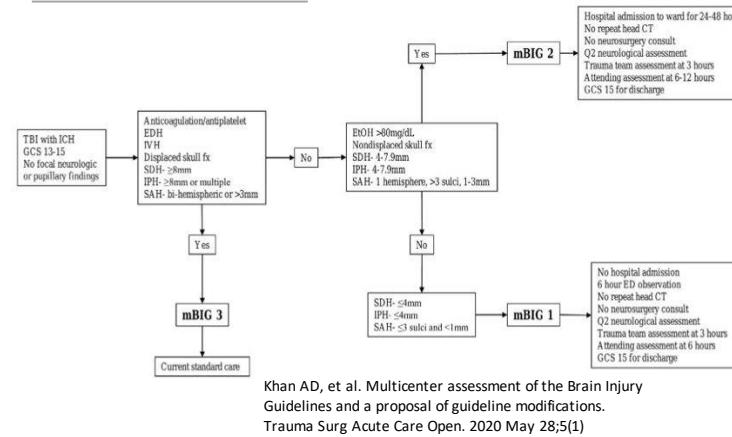 TBI with ICH
GCS 13-15
No focal neurologic
or pupillary findings
Anticoagulation/antiplatelet
EDH
IVH
Displaced skull fx
SDH- ≥8mm
IPH- ≥8mm or multiple
SAH- bi-hemispheric or >3mm
Yes
mBIG 3
Current standard care
No
EtOH >80mg/dL
Nondisplaced skull fx
SDH- 4-7.9mm
IPH- 4-7.9mm
SAH- 1 hemisphere, >3 sulci, 1-3mm
Yes
mBIG 2
Hospital admission to ward for 24-48 ho
No repeat head CT
No neurosurgery consult
Q2 neurological assessment
Trauma team assessment at 3 hours
Attending assessment at 6-12 hours
GCS 15 for discharge
No
SDH- ≤4mm
IPH- ≤4mm
SAH- ≤3 sulci and <1mm
mBIG 1
No hospital admission
6 hour ED observation
No repeat head CT
No neurosurgery consult
Q2 neurological assessment
Trauma team assessment at 3 hours
Attending assessment at 6 hours
GCS 15 for discharge
Khan AD, et al. Multicenter assessment of the Brain Injury
Guidelines and a proposal of guideline modifications.
Trauma Surg Acute Care Open. 2020 May 28;5(1)